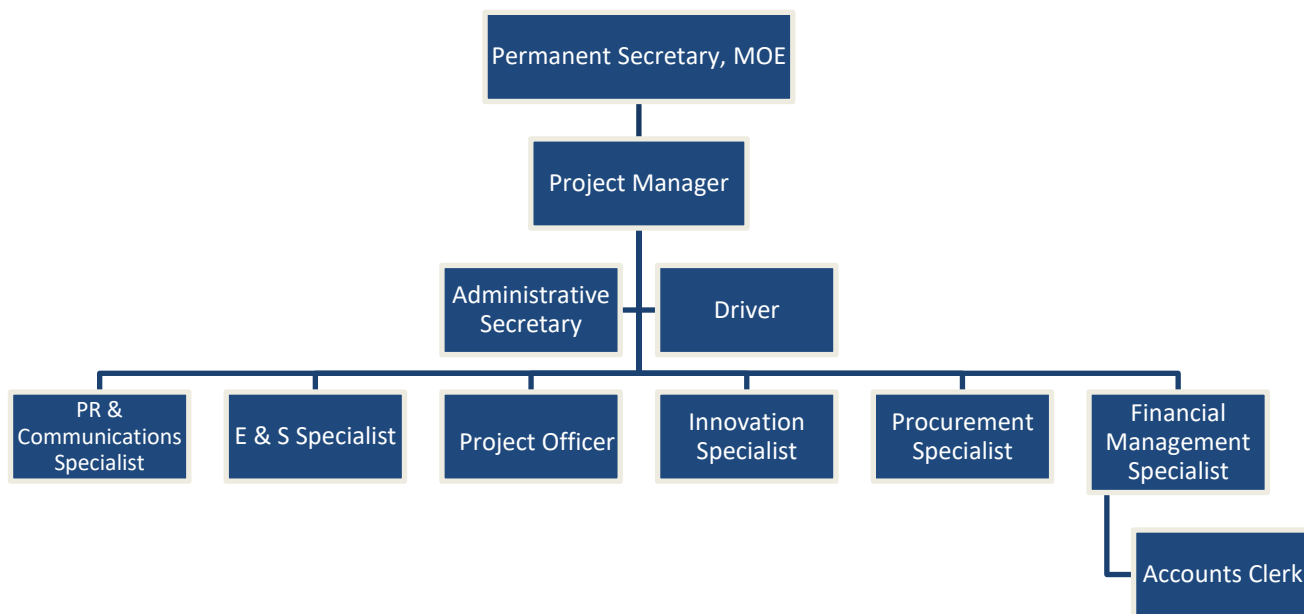 Permanent Secretary, MOE
Project Manager
Administrative
Secretary
Driver
PR &
Communications
Specialist
E & S Specialist
Project Officer
Innovation
Specialist
Procurement
Specialist
Financial
Management
Specialist
Accounts Clerk